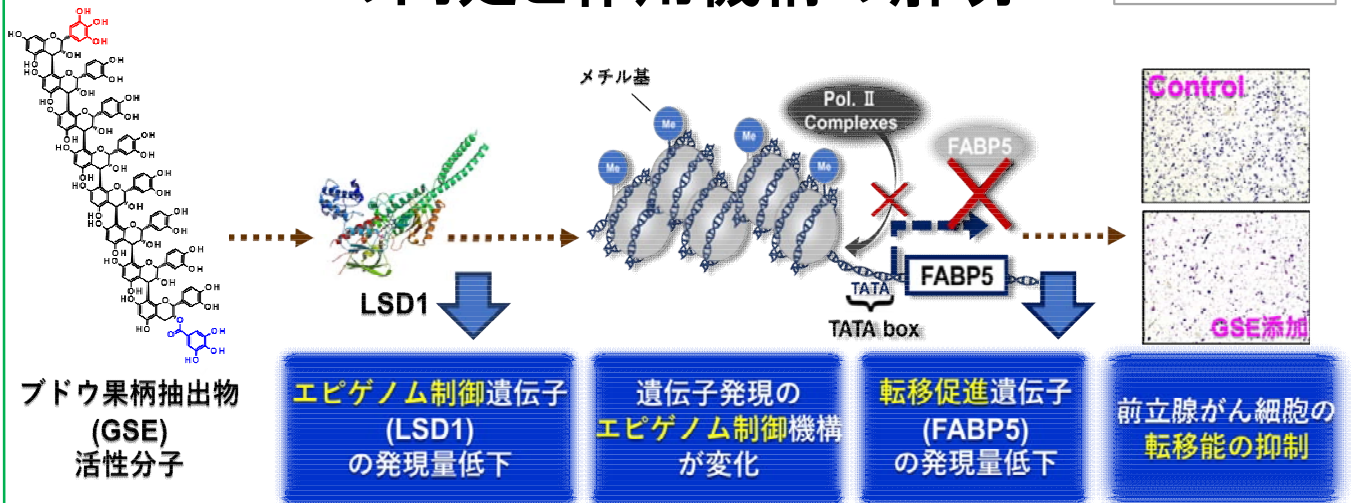 メチル基
Me
Me
Me
Me
Pol. Ⅱ
Complexes
FABP5
Control
GSE添加
LSD1
TATA
TATA box
FABP5
ブドウ果柄抽出物
(GSE)
活性分子
エピゲノム制御遺伝子
(LSD1)
の発現量低下
遺伝子発現の
エピゲノム制御機構
が変化
転移促進遺伝子
(FABP5)
の発現量低下
前立腺がん細胞の
転移能の抑制